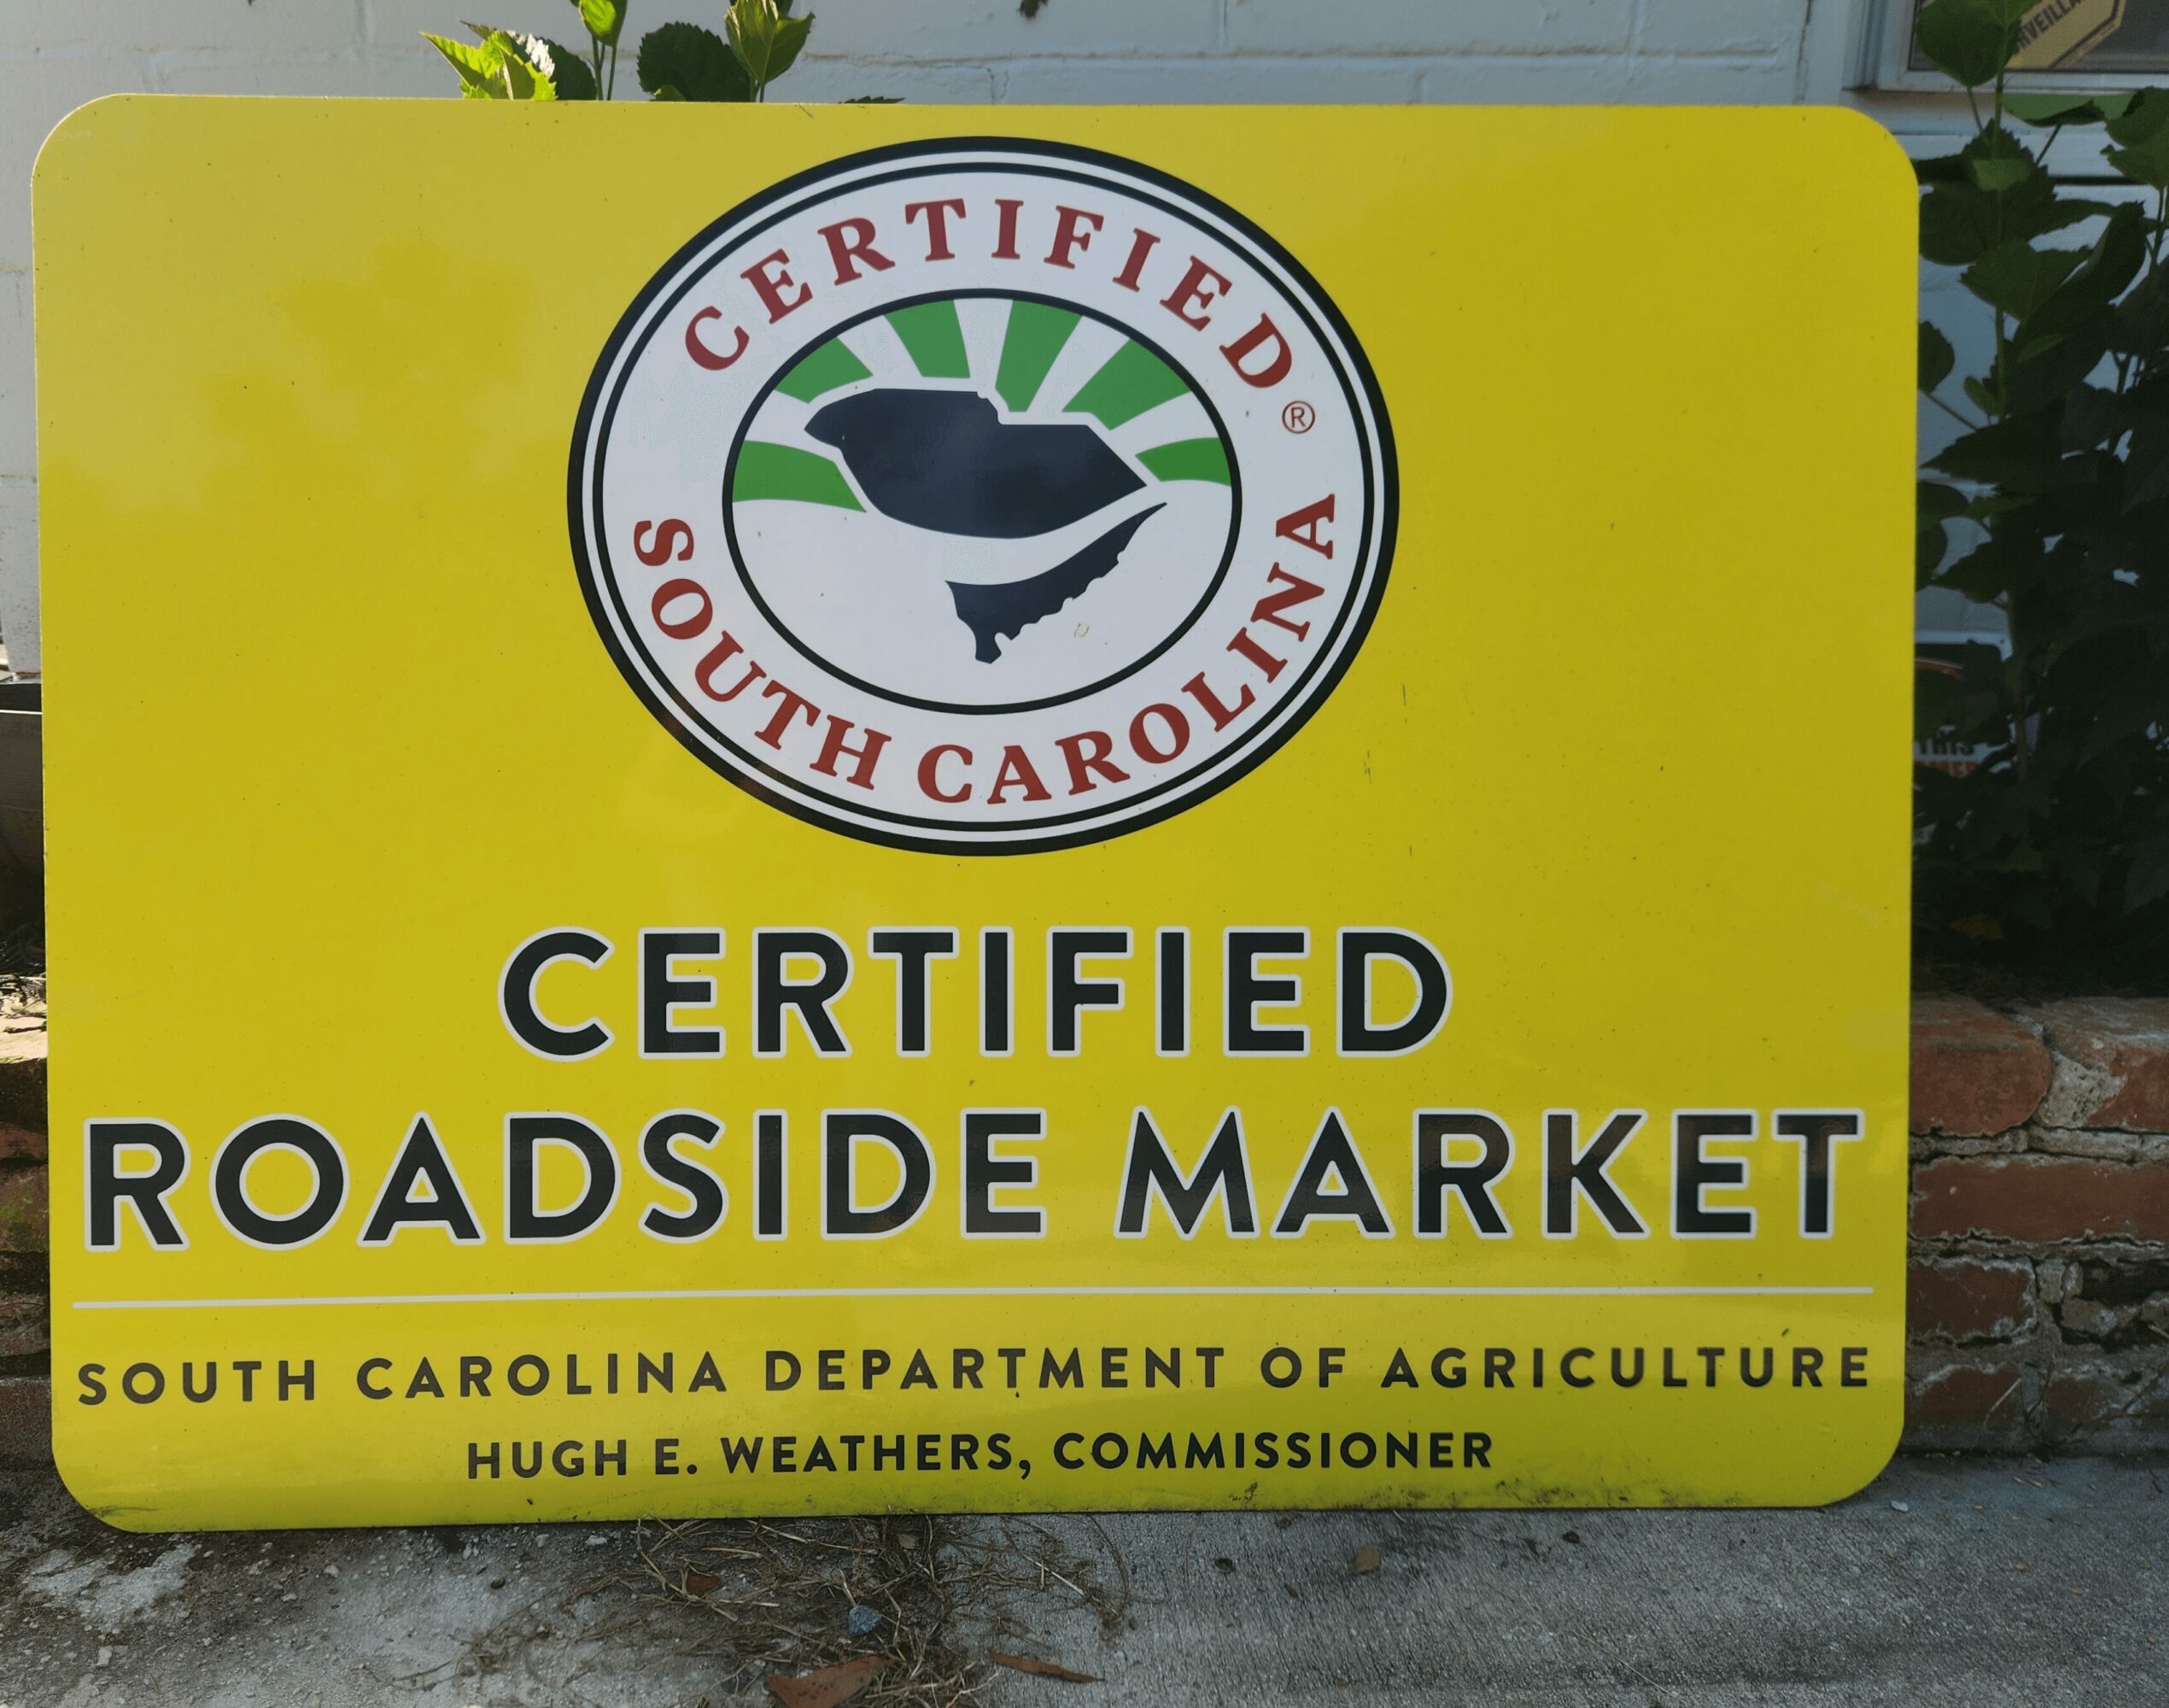 CERTIFIED®
SOUTH CAROLINA
CERTIFIED
ROADSIDE MARKET
SOUTH CAROLINA DEPARTMENT OF AGRICULTURE
HUGH E. WEATHERS, COMMISSIONER